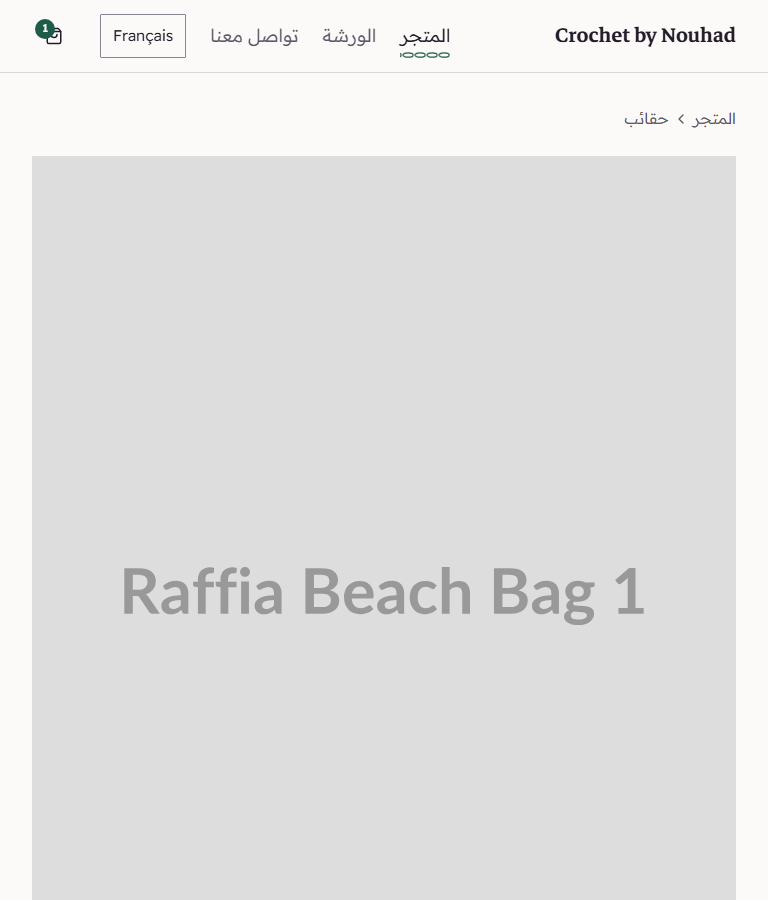 Crochet by Nouhad
المتجر
الورشة
تواصل معنا
Français
1
المتجر › حقائب
Raffia Beach Bag 1